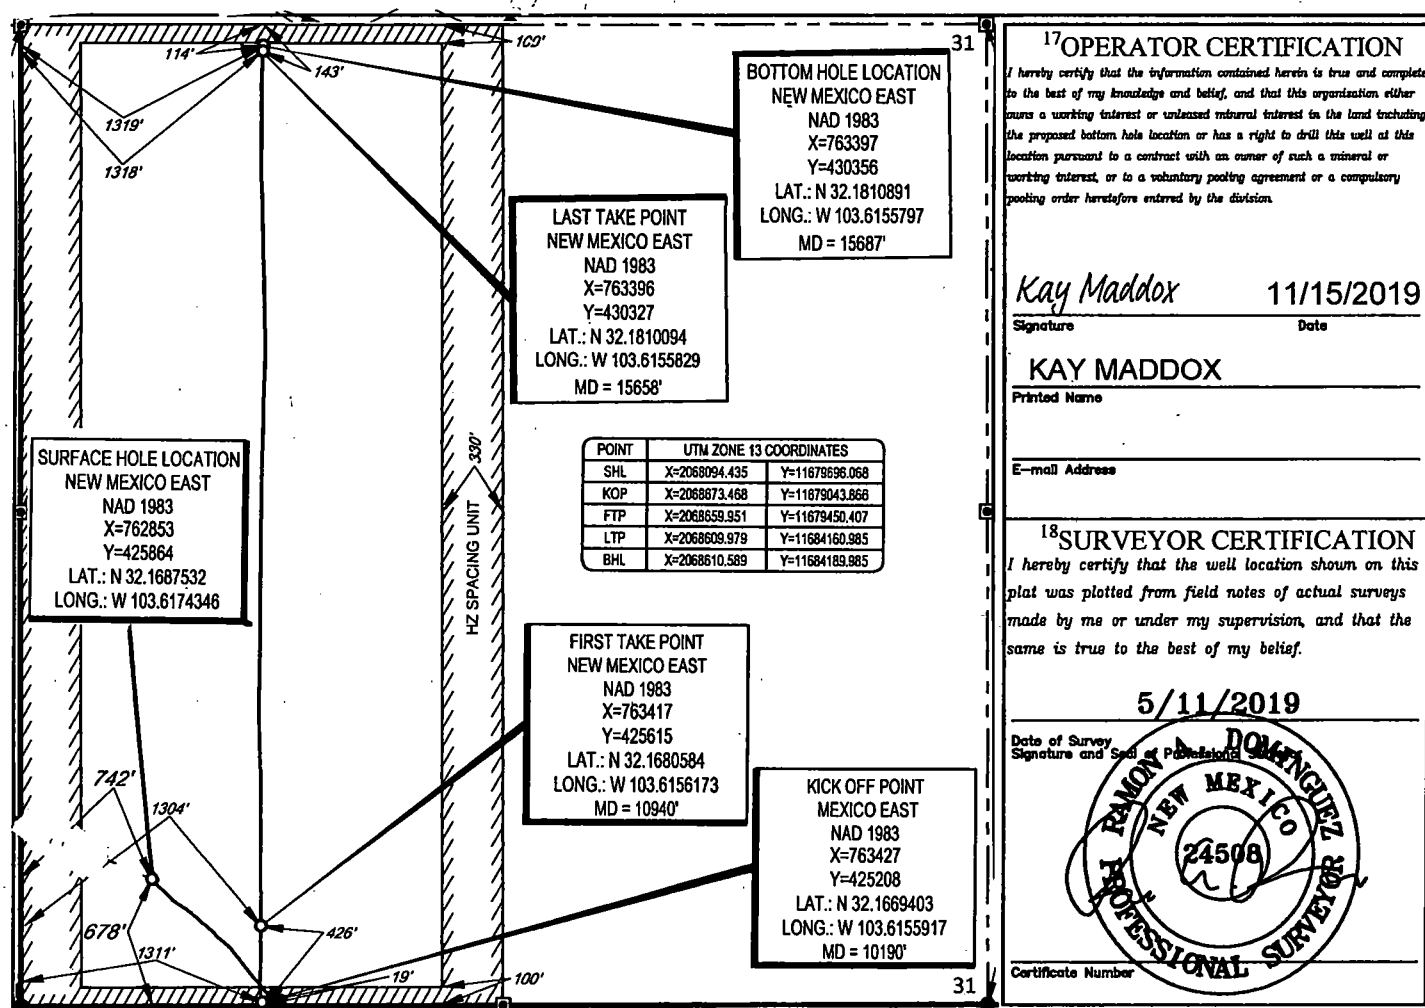 114'
143'
100'
31
1319'
1318'
BOTTOM HOLE LOCATION
NEW MEXICO EAST
NAD 1983
X=763397
Y=430356
LAT.: N 32.1810891
LONG.: W 103.6155797
MD = 15687'
LAST TAKE POINT
NEW MEXICO EAST
NAD 1983
X=763396
Y=430327
LAT.: N 32.1810094
LONG.: W 103.6155829
MD = 15658'
SURFACE HOLE LOCATION
NEW MEXICO EAST
NAD 1983
X=762853
Y=425864
LAT.: N 32.1687532
LONG.: W 103.6174346
330'
HZ SPACING UNIT
POINT UTM ZONE 13 COORDINATES
SHL X=2068094.435 Y=11679696.068
KOP X=2068673.468 Y=11679043.866
FTP X=2068659.951 Y=11679450.407
LTP X=2068609.979 Y=11684160.985
BHL X=2068610.589 Y=11684189.985
FIRST TAKE POINT
NEW MEXICO EAST
NAD 1983
X=763417
Y=425615
LAT.: N 32.1680584
LONG.: W 103.6156173
MD = 10940'
KICK OFF POINT
MEXICO EAST
NAD 1983
X=763427
Y=425208
LAT.: N 32.1669403
LONG.: W 103.6155917
MD = 10190'
742'
1304'
678'
1311'
426'
19'
100'
31
17OPERATOR CERTIFICATION
I hereby certify that the information contained herein is true and complete
to the best of my knowledge and belief, and that this organization either
owns a working interest or unleased mineral interest in the land including
the proposed bottom hole location or has a right to drill this well at this
location pursuant to a contract with an owner of such a mineral or
working interest, or to a voluntary pooling agreement or a compulsory
pooling order heretofore entered by the division.
Kay Maddox 11/15/2019
Signature Date
KAY MADDOX
Printed Name
E-mail Address
18SURVEYOR CERTIFICATION
I hereby certify that the well location shown on this
plat was plotted from field notes of actual surveys
made by me or under my supervision, and that the
same is true to the best of my belief.
5/11/2019
Date of Survey
Signature and Seal of Professional
RAMON A. DOMINGUEZ
NEW MEXICO
24508
PROFESSIONAL SURVEYOR
Certificate Number